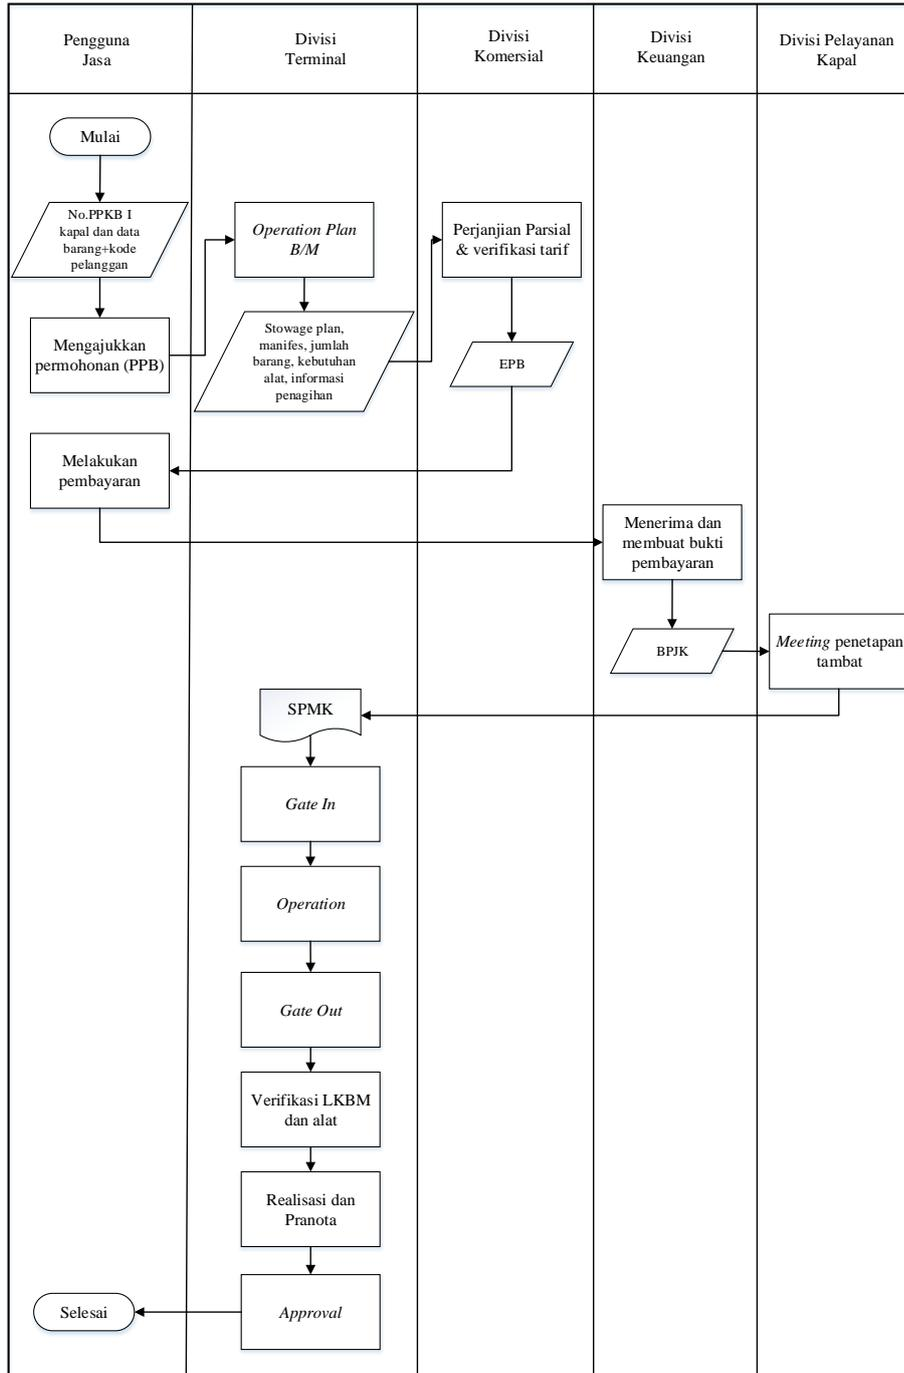 Pengguna
Jasa
Divisi
Terminal
Divisi
Komersial
Divisi
Keuangan
Divisi Pelayanan
Kapal
Mulai
No.PPKB I
kapal dan data
barang+kode
pelanggan
Operation Plan
B/M
Perjanjian Parsial
& verifikasi tarif
Mengajukkan
permohonan (PPB)
Stowage plan,
manifes, jumlah
barang, kebutuhan
alat, informasi
penagihan
EPB
Melakukan
pembayaran
Menerima dan
membuat bukti
pembayaran
BPJK
Meeting penetapan
tambat
SPMK
Gate In
Operation
Gate Out
Verifikasi LKBM
dan alat
Realisasi dan
Pranota
Approval
Selesai